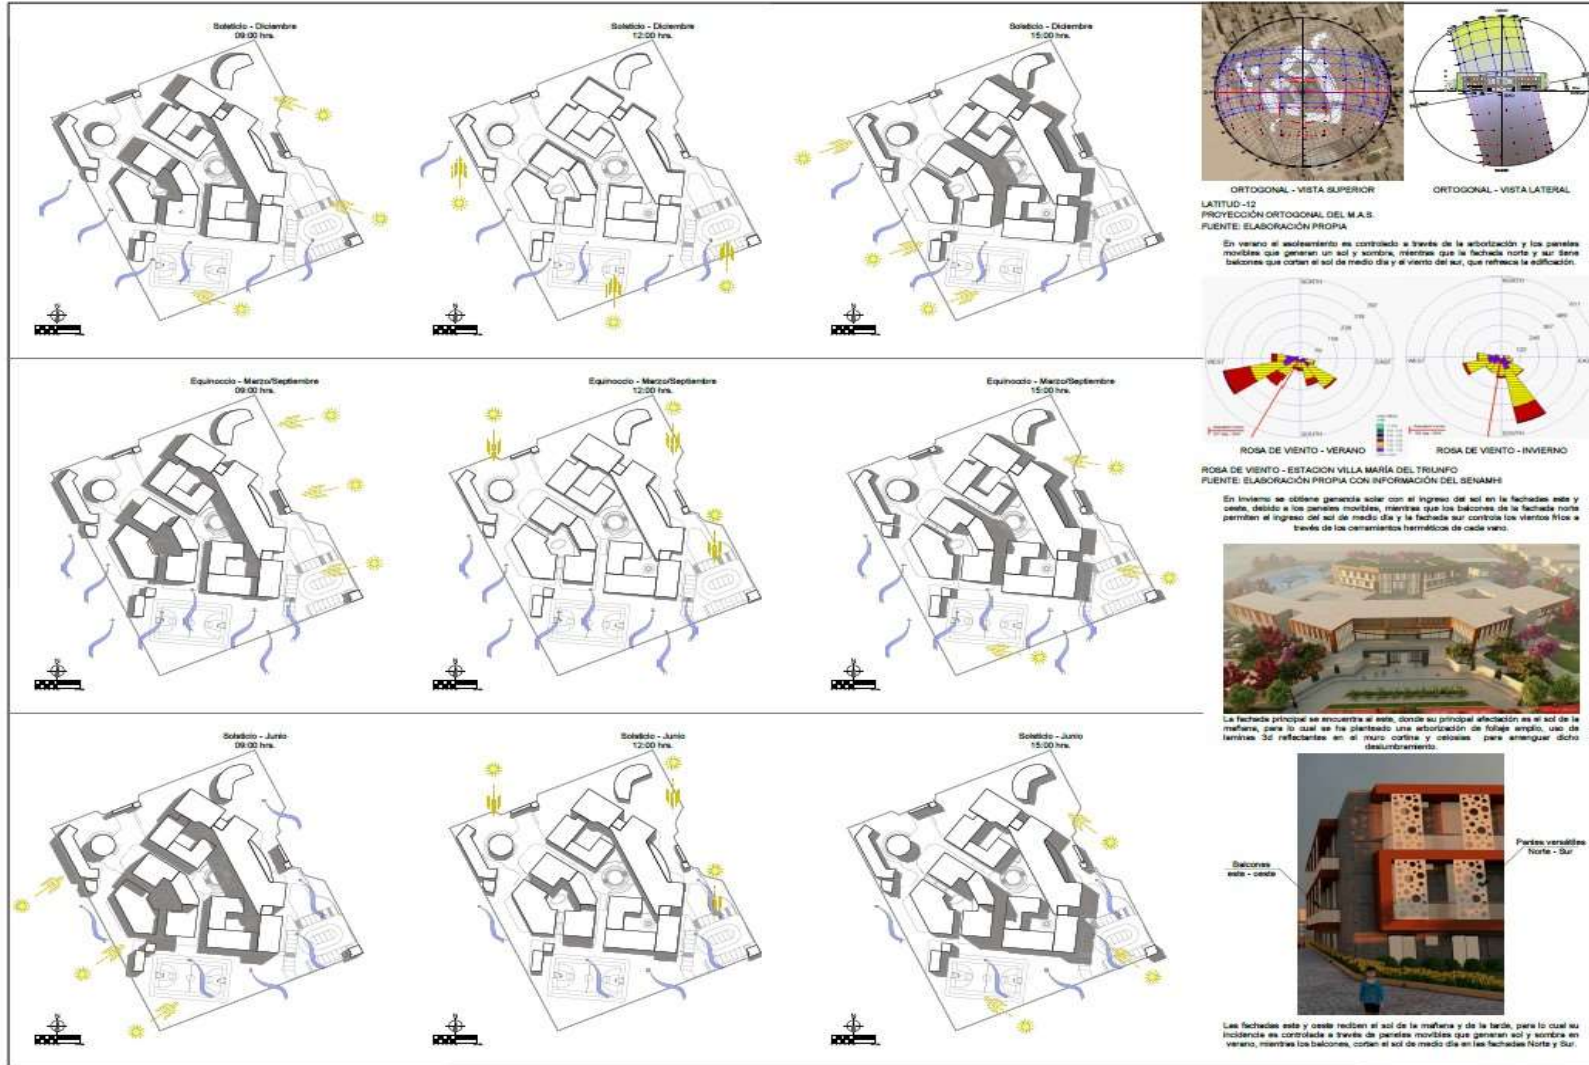 Solsticio - Diciembre
09:00 hrs.
Solsticio - Diciembre
12:00 hrs.
Solsticio - Diciembre
15:00 hrs.
ORTOGONAL - VISTA SUPERIOR
ORTOGONAL - VISTA LATERAL
LATITUD -12
PROYECCIÓN ORTOGONAL DEL M.A.S.
FUENTE: ELABORACIÓN PROPIA
En verano el asoleamiento es controlado a través de la arborización y los paneles
movibles que generan un sol y sombra, mientras que la fachada norte y sur tiene
balcones que cortan el sol de medio día y el viento del sur, que refresca la edificación.
WEST
EAST
SOUTH
WEST
SOUTH
ROSA DE VIENTO - VERANO
ROSA DE VIENTO - INVIERNO
ROSA DE VIENTO - ESTACION VILLA MARÍA DEL TRIUNFO
FUENTE: ELABORACIÓN PROPIA CON INFORMACIÓN DEL SENAMHI
En invierno se obtiene ganancia solar con el ingreso del sol en la fachadas este y
oeste, debido a los paneles movibles, mientras que los balcones de la fachada norte
permiten el ingreso del sol de medio día y la fachada sur controla los vientos fríos a
través de los cerramientos herméticos de cada vano.
Equinoccio - Marzo/Septiembre
09:00 hrs.
Equinoccio - Marzo/Septiembre
12:00 hrs.
Equinoccio - Marzo/Septiembre
15:00 hrs.
La fachada principal se encuentra al este, donde su principal afectación es el sol de la
mañana, para lo cual se ha planteado una arborización de follaje amplio, uso de
laminas 3d reflectantes en el muro cortina y celosías para amenguar dicho
deslumbramiento.
Solsticio - Junio
09:00 hrs.
Solsticio - Junio
12:00 hrs.
Solsticio - Junio
15:00 hrs.
Balcones
este - oeste
Norte - Sur
Las fachadas este y oeste reciben el sol de la mañana y de la tarde, para lo cual su
incidencia es controlada a través de paneles movibles que generan sol y sombra en
verano, mientras los balcones, cortan el sol de medio día en las fachadas Norte y Sur.